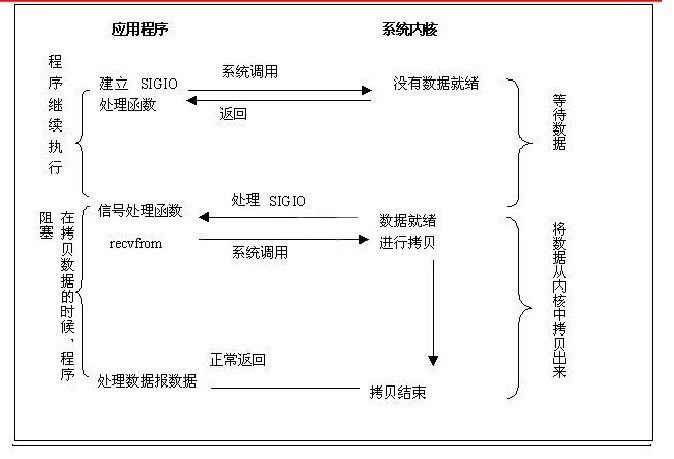 应用程序
系统内核
程序继续执行
建立 SIGIO
处理函数
系统调用
返回
没有数据就绪
等待数据
在拷贝数据的时候，程序
阻塞
信号处理函数
recvfrom
处理 SIGIO
系统调用
数据就绪
进行拷贝
将数据从内核中拷贝出来
正常返回
处理数据报数据
拷贝结束